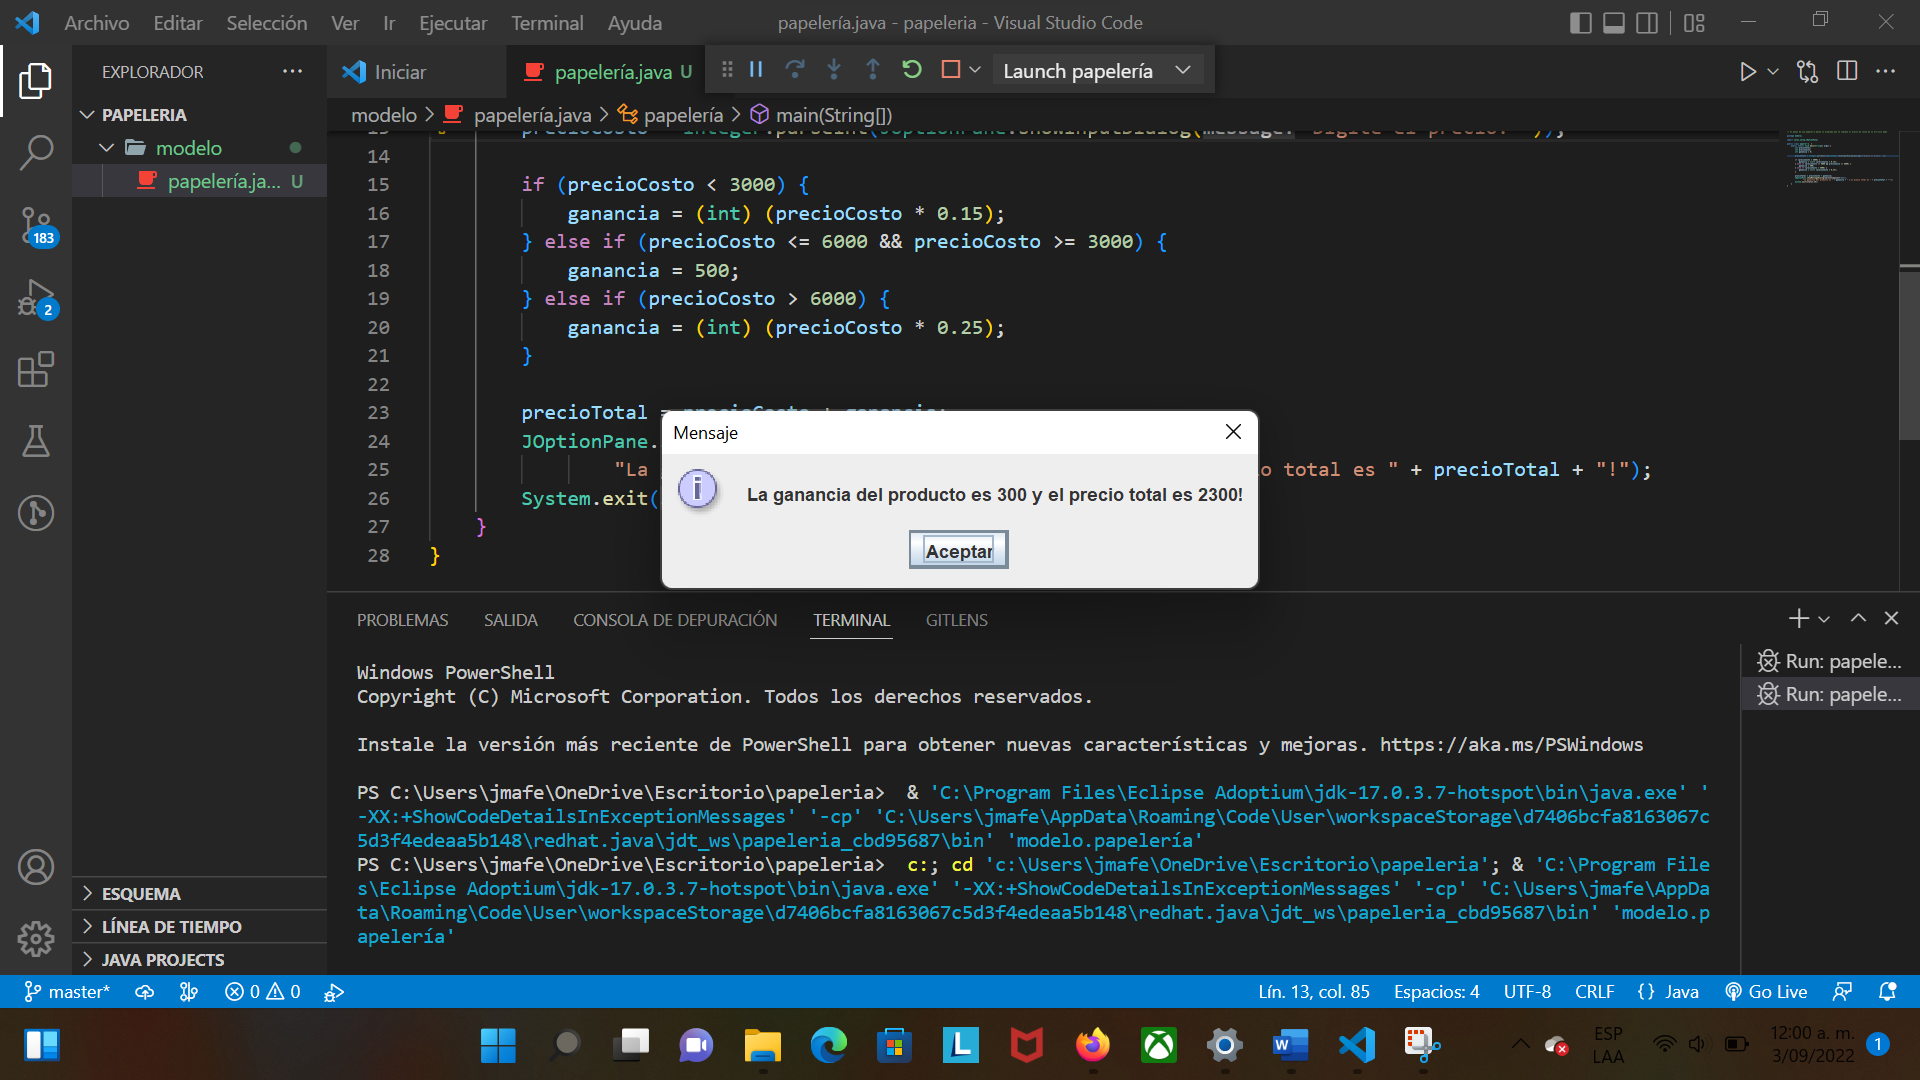 Archivo Editar Selección Ver Ir Ejecutar Terminal Ayuda
papelería.java - papeleria - Visual Studio Code
EXPLORADOR
Iniciar
papelería.java U
Launch papelería
PAPELERIA
modelo
papelería.ja... U
modelo > papelería.java > papelería > main(String[])
14
15 if (precioCosto < 3000) {
16 ganancia = (int) (precioCosto * 0.15);
17 } else if (precioCosto <= 6000 && precioCosto >= 3000) {
18 ganancia = 500;
19 } else if (precioCosto > 6000) {
20 ganancia = (int) (precioCosto * 0.25);
21 }
22
23 precioTotal =
24 JOptionPane.
25 "La o total es " + precioTotal + "!");
26 System.exit(
27 }
28 }
Mensaje
La ganancia del producto es 300 y el precio total es 2300!
Aceptar
183
2
PROBLEMAS SALIDA CONSOLA DE DEPURACIÓN TERMINAL GITLENS
Run: papele...
Run: papele...
Windows PowerShell
Copyright (C) Microsoft Corporation. Todos los derechos reservados.
Instale la versión más reciente de PowerShell para obtener nuevas características y mejoras. https://aka.ms/PSWindows
PS C:\Users\jmafe\OneDrive\Escritorio\papeleria>  & 'C:\Program Files\Eclipse Adoptium\jdk-17.0.3.7-hotspot\bin\java.exe' '
-XX:+ShowCodeDetailsInExceptionMessages' '-cp' 'C:\Users\jmafe\AppData\Roaming\Code\User\workspaceStorage\d7406bcfa8163067c
5d3f4edeaa5b148\redhat.java\jdt_ws\papeleria_cbd95687\bin' 'modelo.papelería'
PS C:\Users\jmafe\OneDrive\Escritorio\papeleria>  c:; cd 'c:\Users\jmafe\OneDrive\Escritorio\papeleria'; & 'C:\Program File
s\Eclipse Adoptium\jdk-17.0.3.7-hotspot\bin\java.exe' '-XX:+ShowCodeDetailsInExceptionMessages' '-cp' 'C:\Users\jmafe\AppDa
ta\Roaming\Code\User\workspaceStorage\d7406bcfa8163067c5d3f4edeaa5b148\redhat.java\jdt_ws\papeleria_cbd95687\bin' 'modelo.p
apelería'
ESQUEMA
LÍNEA DE TIEMPO
JAVA PROJECTS
master* 0 0
Lín. 13, col. 85 Espacios: 4 UTF-8 CRLF {} Java Go Live
ESP
LAA
12:00 a. m.
3/09/2022
1